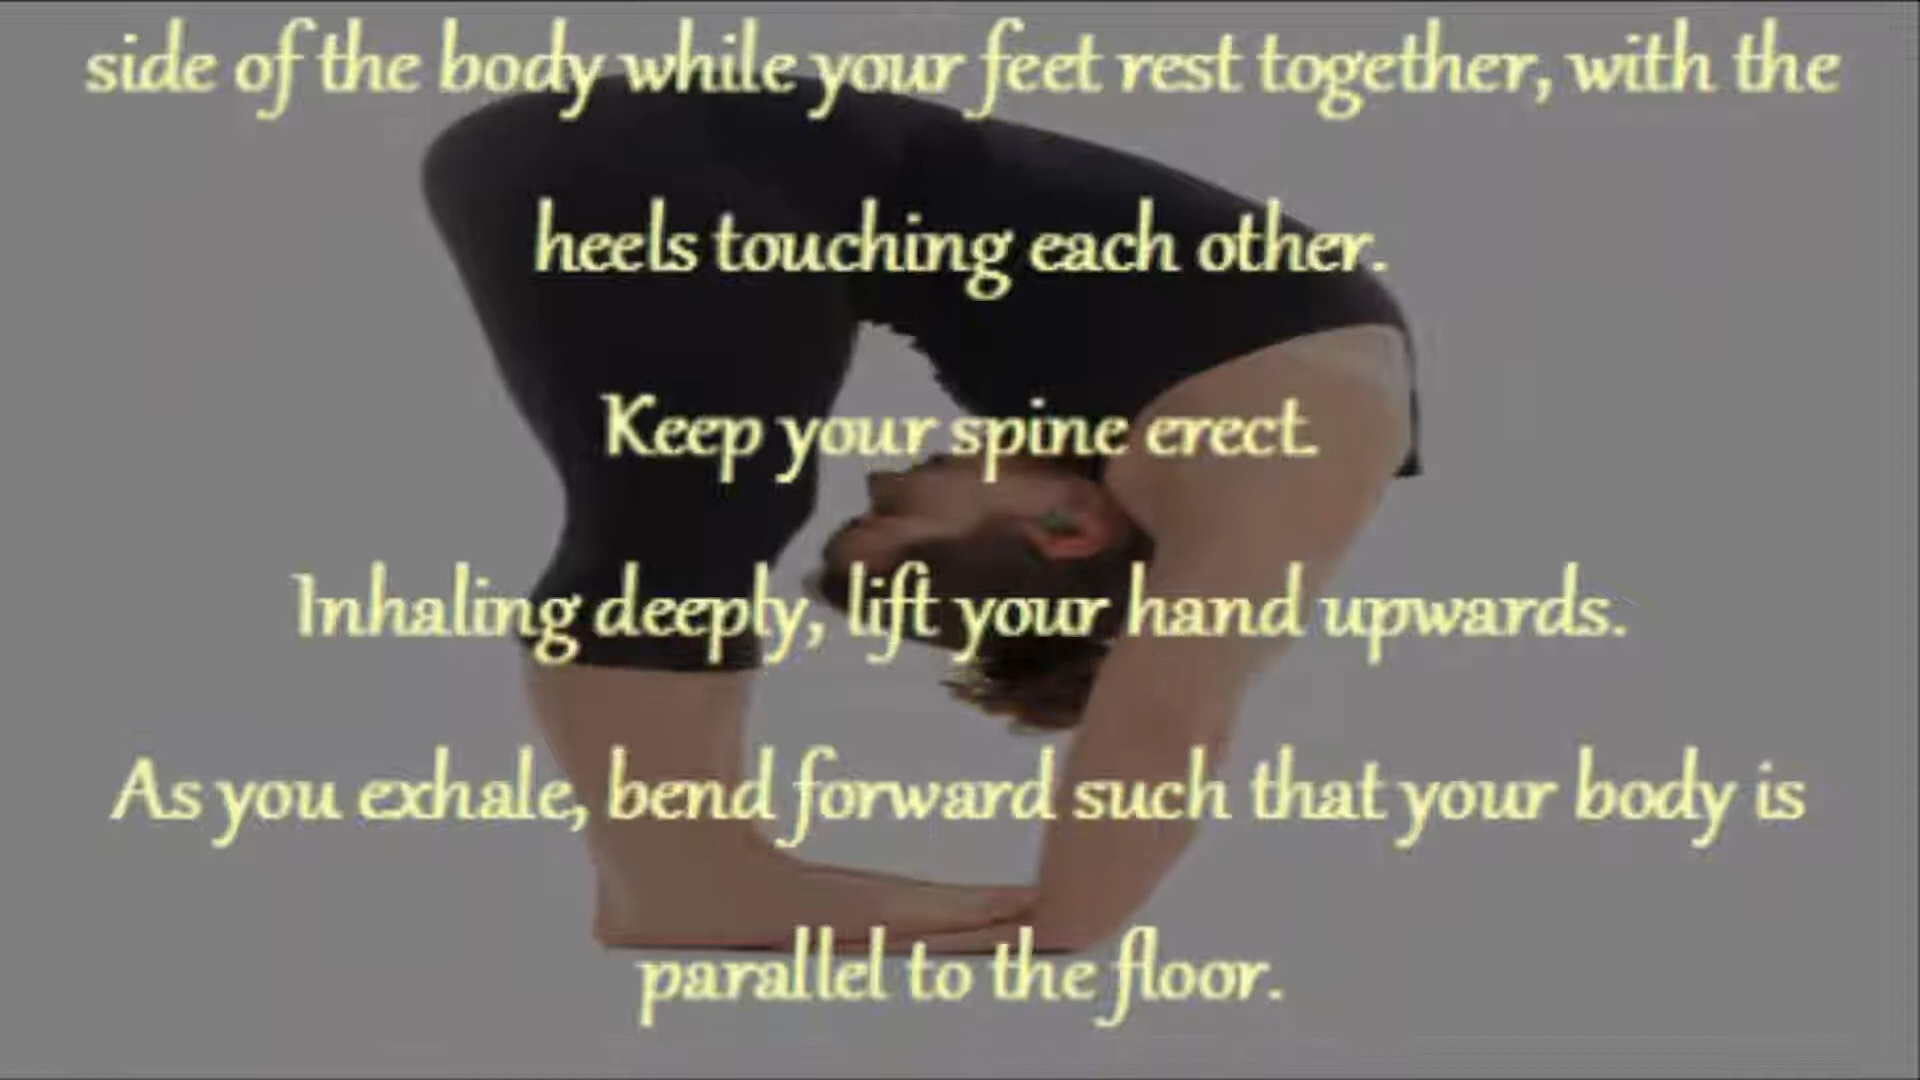 side of the body while your feet rest together, with the
heels touching each other.
Keep your spine erect.
Inhaling deeply, lift your hand upwards.
As you exhale, bend forward such that your body is
parallel to the floor.